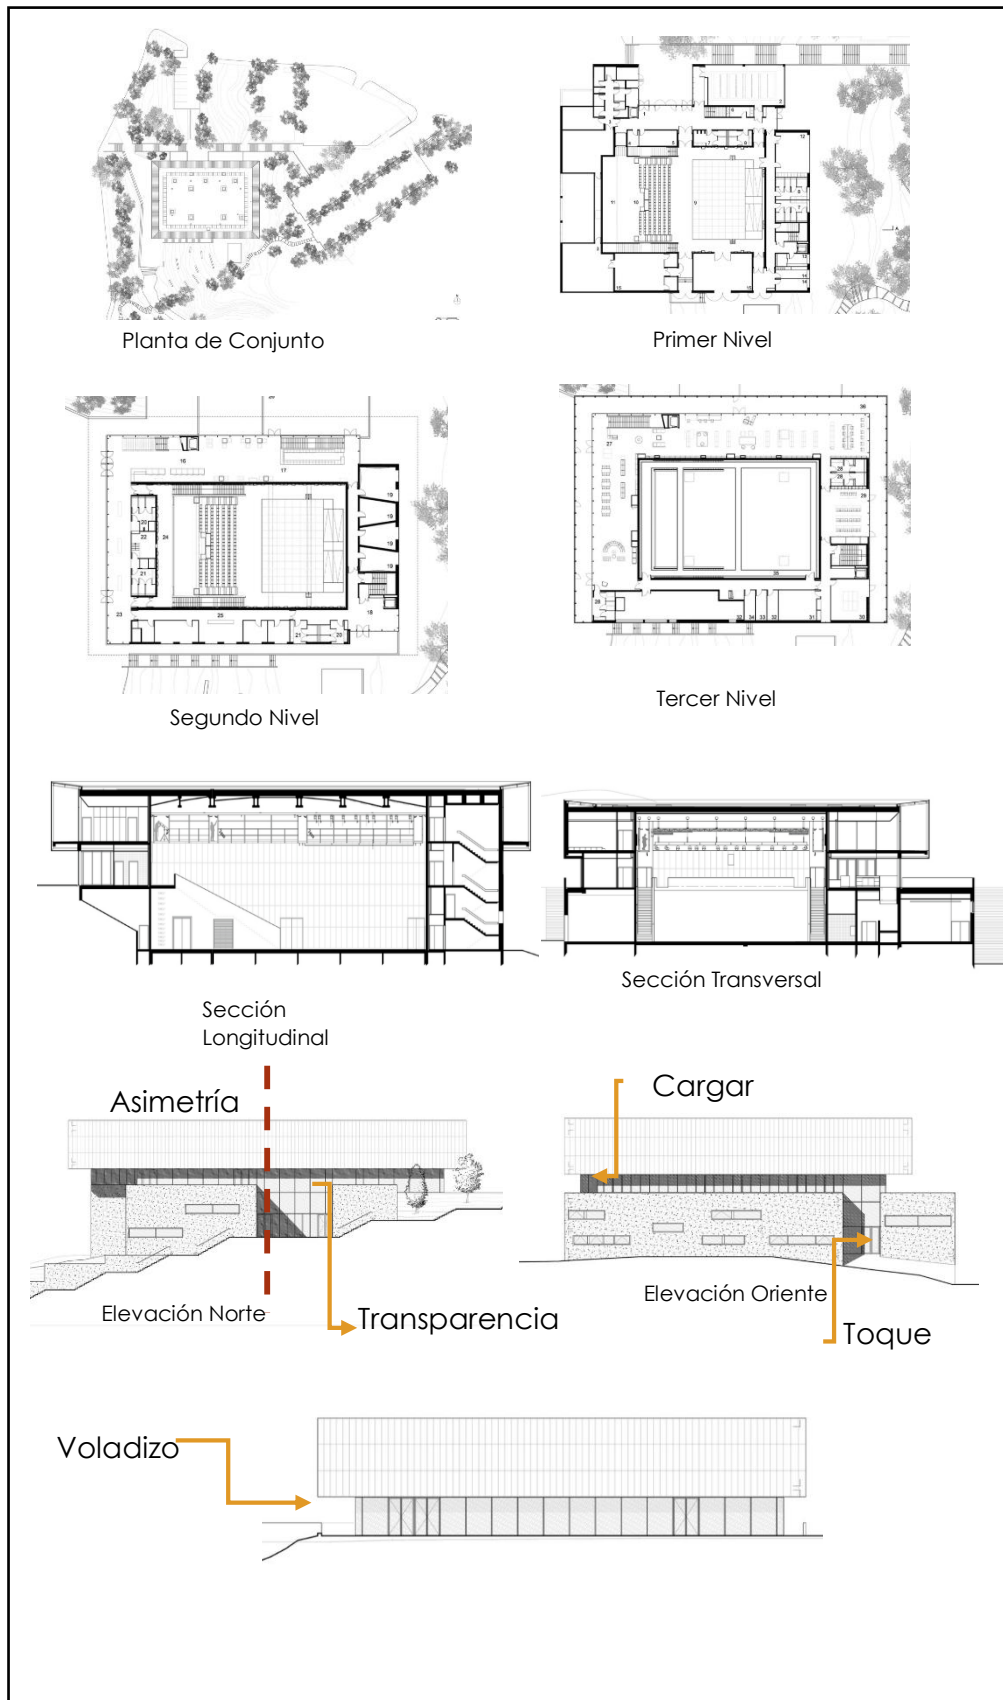 Planta de Conjunto
Primer Nivel
Segundo Nivel
Tercer Nivel
Sección
Longitudinal
Sección Transversal
Asimetría
Cargar
Elevación Norte
Transparencia
Elevación Oriente
Toque
Voladizo